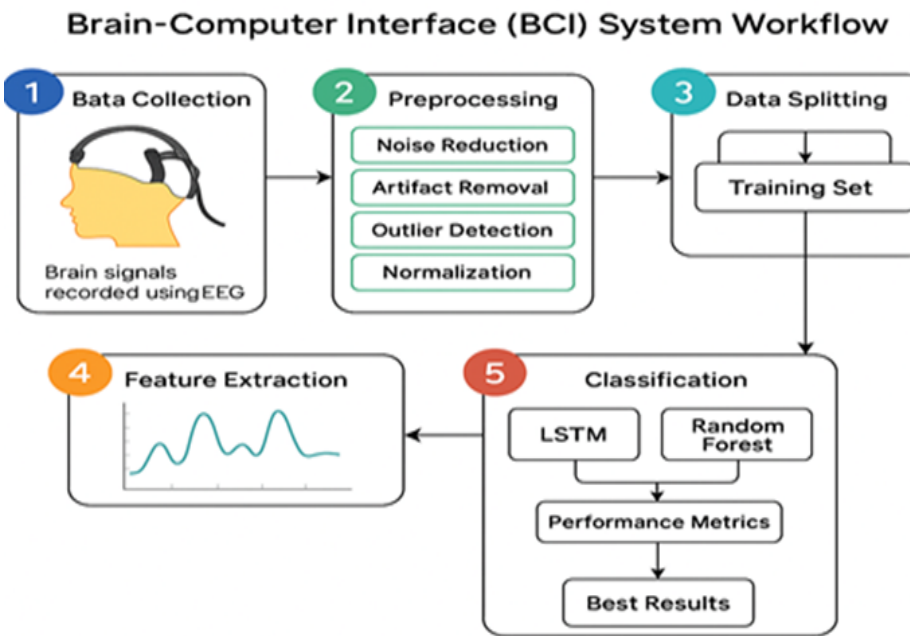 Brain-Computer Interface (BCI) System Workflow
1
Bata Collection
Brain signals
recorded using EEG
2
Preprocessing
Noise Reduction
Artifact Removal
Outlier Detection
Normalization
3
Data Splitting
Training Set
4
Feature Extraction
5
Classification
LSTM
Random
Forest
Performance Metrics
Best Results